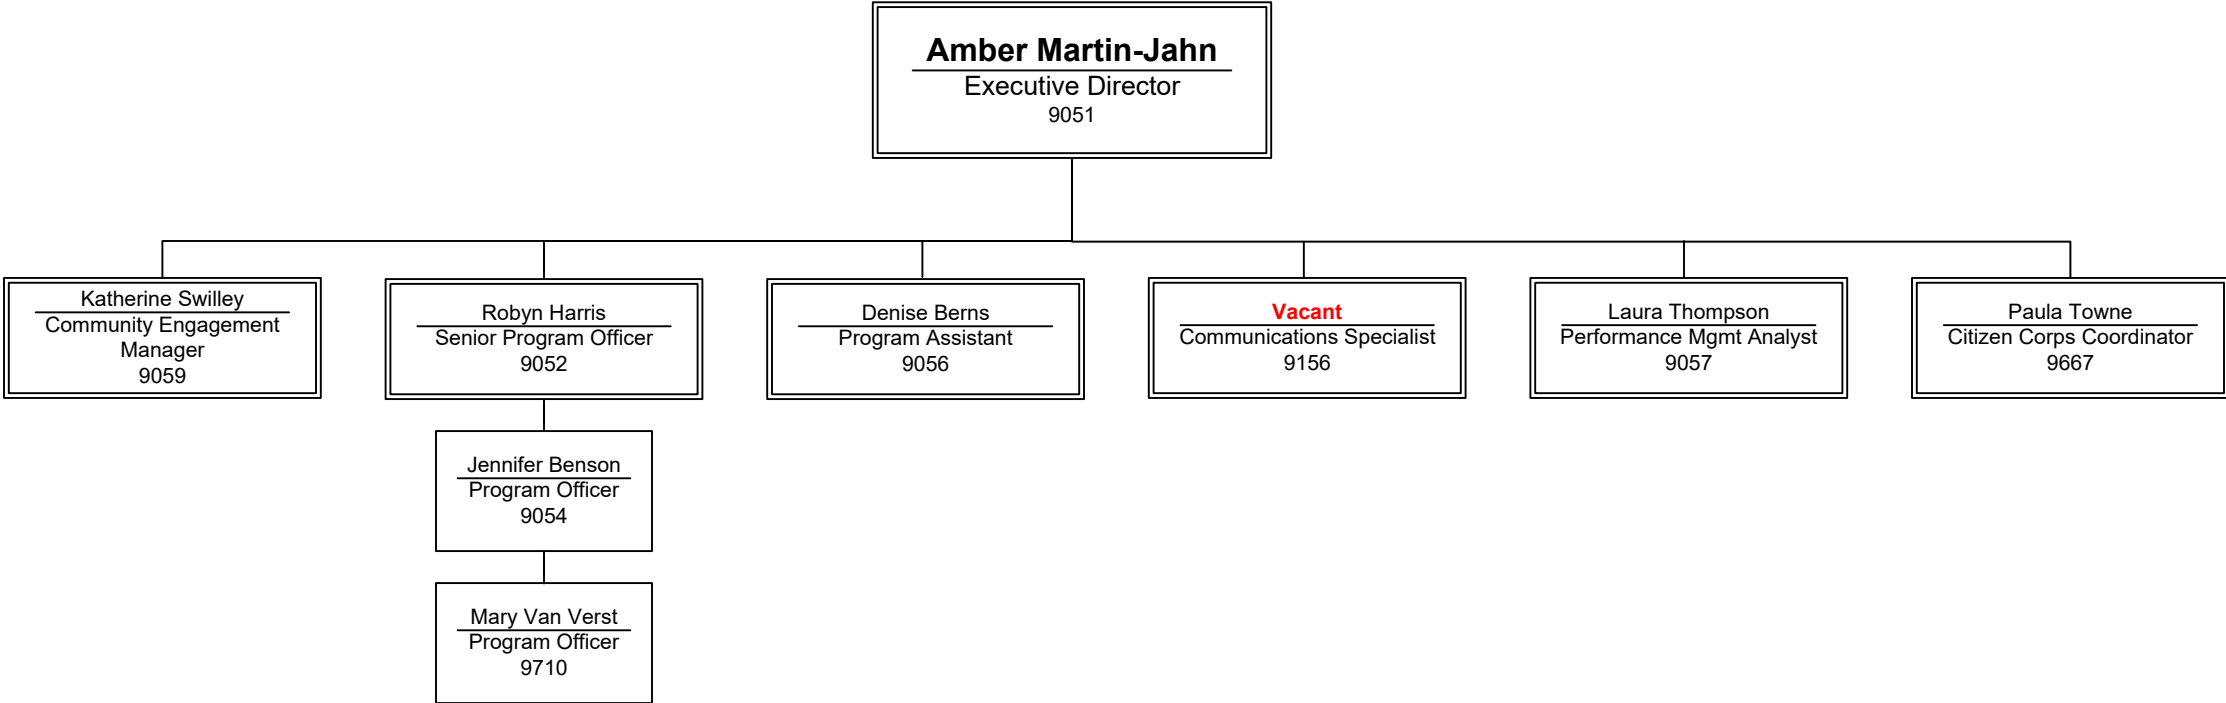 Amber Martin-Jahn
Executive Director
9051
Katherine Swilley
Community Engagement
Manager
9059
Robyn Harris
Senior Program Officer
9052
Denise Berns
Program Assistant
9056
Vacant
Communications Specialist
9156
Laura Thompson
Performance Mgmt Analyst
9057
Paula Towne
Citizen Corps Coordinator
9667
Jennifer Benson
Program Officer
9054
Mary Van Verst
Program Officer
9710